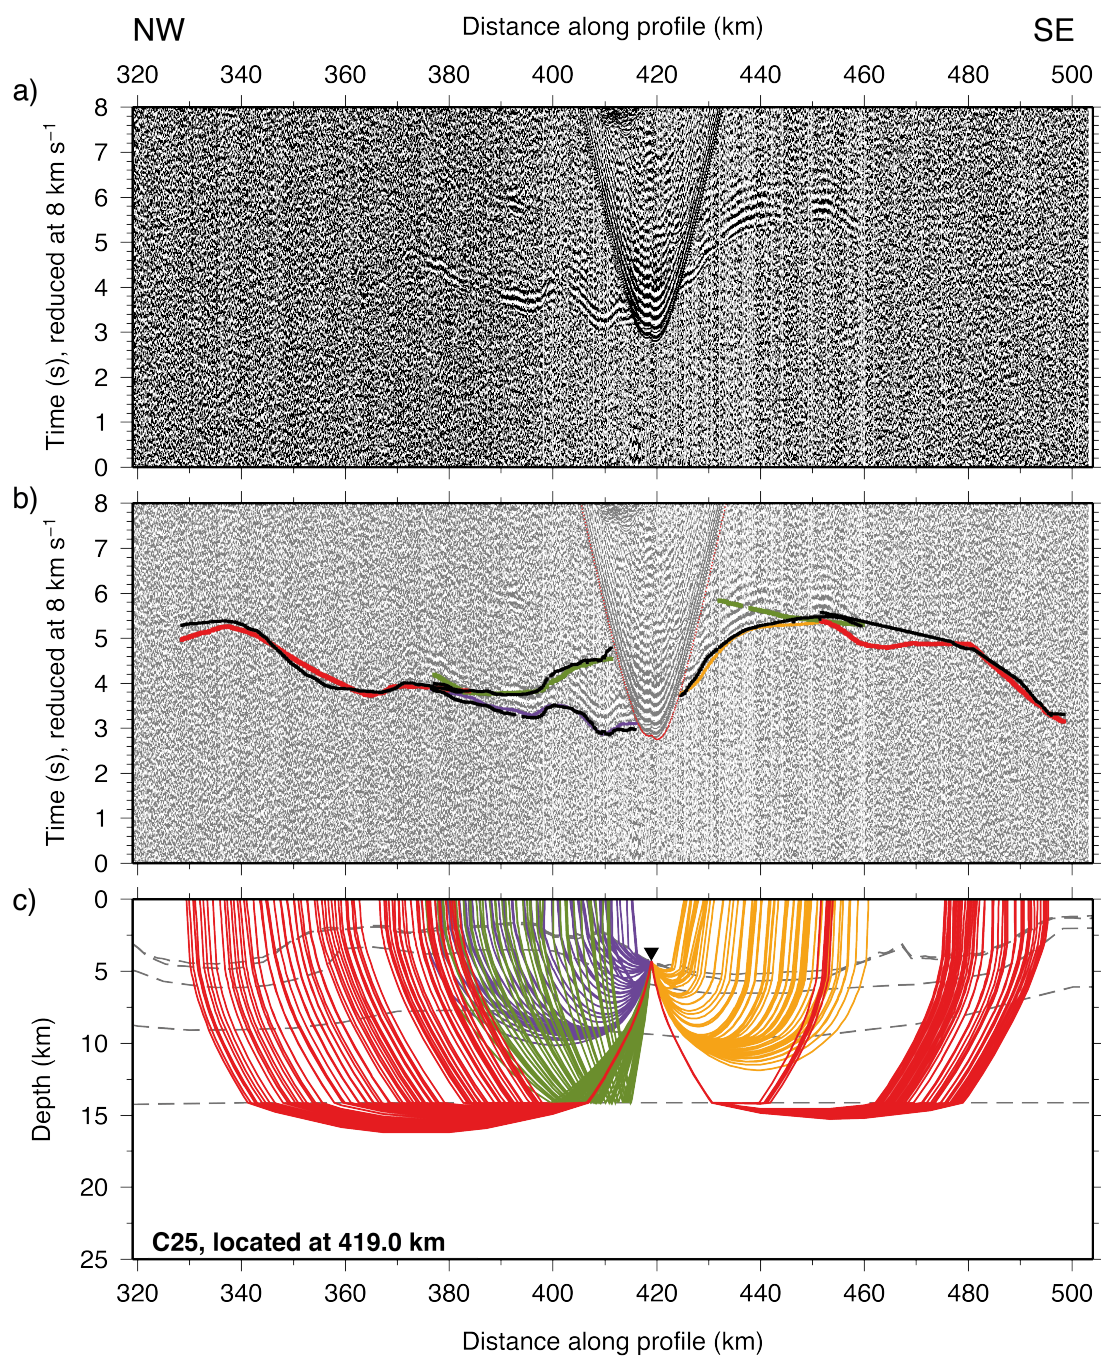 NW Distance along profile (km) SE
320 340 360 380 400 420 440 460 480 500
a)
8
7
6
5
4
3
2
1
0
Time (s), reduced at 8 km s⁻¹
b)
8
7
6
5
4
3
2
1
0
Time (s), reduced at 8 km s⁻¹
c)
0
5
10
15
20
25
Depth (km)
C25, located at 419.0 km
320 340 360 380 400 420 440 460 480 500
Distance along profile (km)